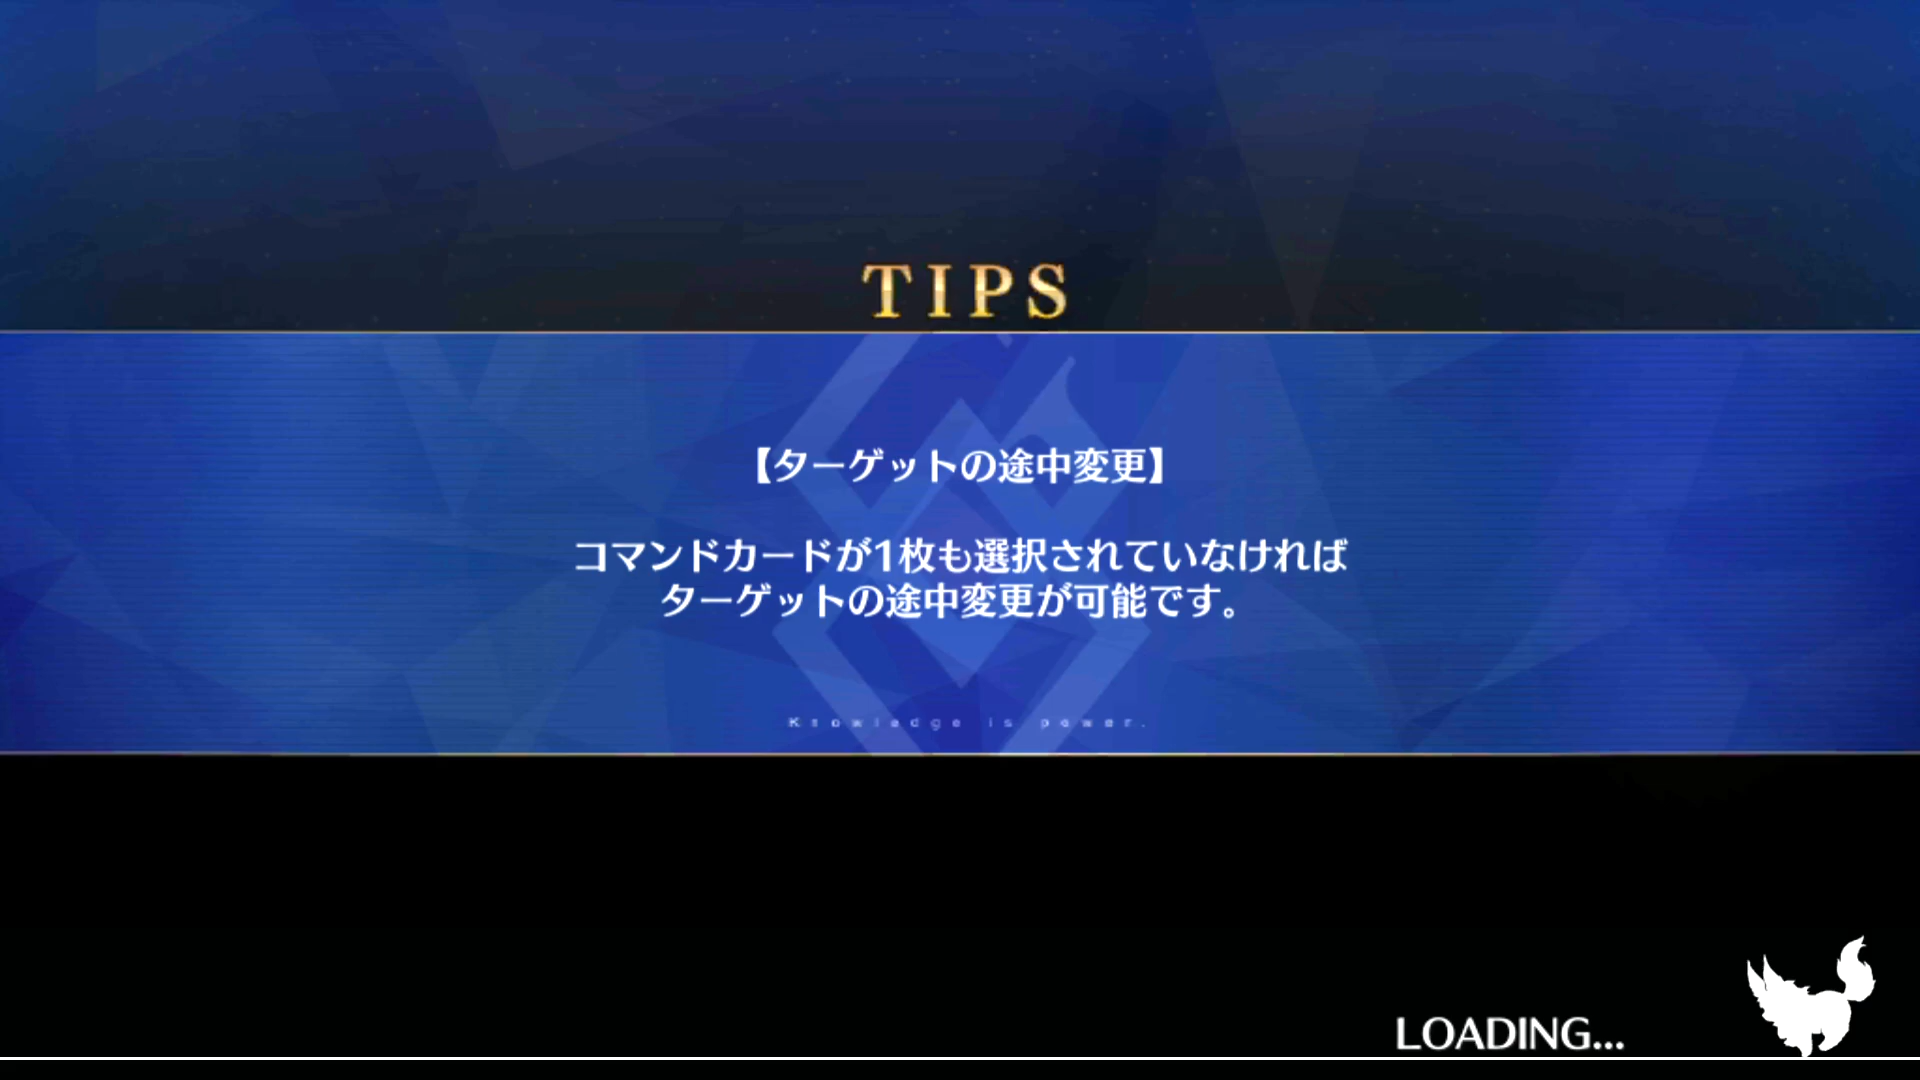 TIPS
【ターゲットの途中変更】
コマンドカードが1枚も選択されていなければ
ターゲットの途中変更が可能です。
Knowledge is power.
LOADING...